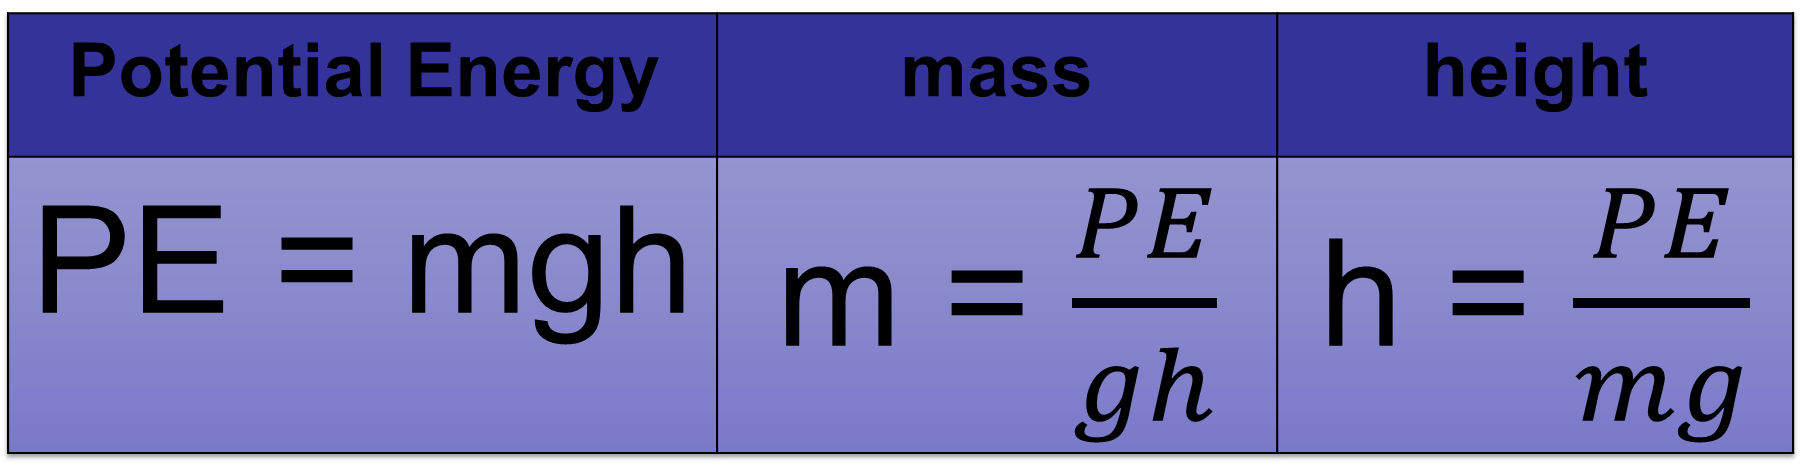 Potential Energy mass height
PE = mgh m = PE/gh h = PE/mg